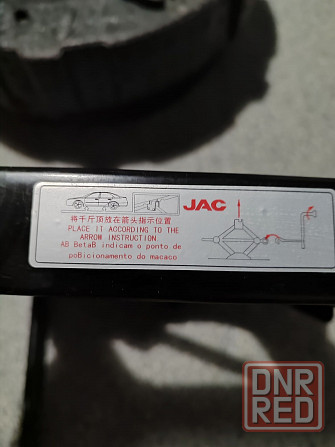 JAC
将千斤顶放在箭头指示位置
PLACE IT ACCORDING TO THE
ARROW INSTRUCTION
AB BetaB indicam o ponto de
poBicionamento do macaco
DNR
RED